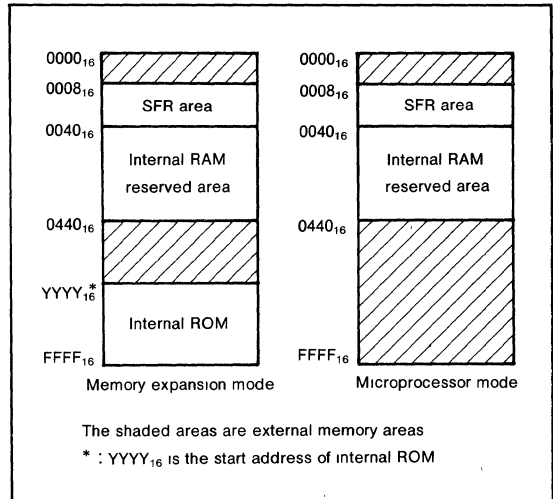 0000₁₆
0008₁₆
SFR area
0040₁₆
Internal RAM
reserved area
0440₁₆
YYYY₁₆*
Internal ROM
FFFF₁₆
Memory expansion mode
0000₁₆
0008₁₆
SFR area
0040₁₆
Internal RAM
reserved area
0440₁₆
FFFF₁₆
Microprocessor mode
The shaded areas are external memory areas
* : YYYY₁₆ is the start address of internal ROM